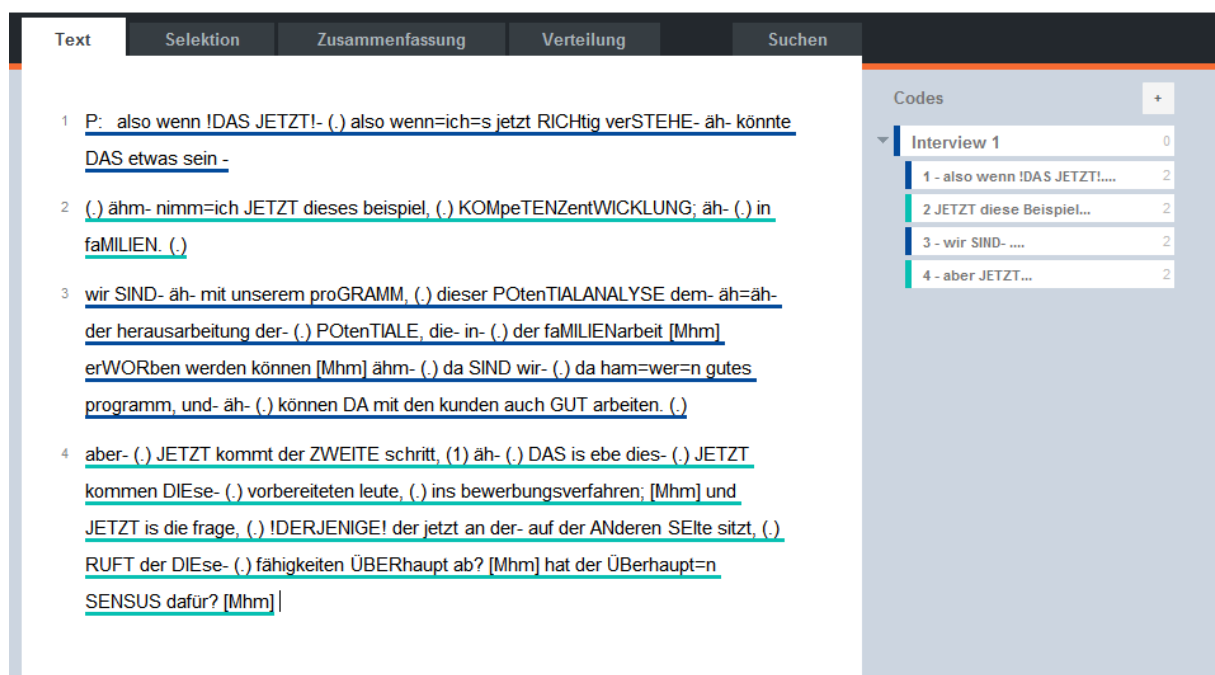 Text Selektion Zusammenfassung Verteilung Suchen
1 P: also wenn !DAS JETZT!- (.) also wenn=ich=s jetzt RICHtig verSTEHE- äh- könnte
DAS etwas sein -
2 (.) ähm- nimm=ich JETZT dieses beispiel, (.) KOMpeTENZentWICKLUNG; äh- (.) in
faMILIEN. (.)
3 wir SIND- äh- mit unserem proGRAMM, (.) dieser POtenTIALANALYSE dem- äh=äh-
der herausarbeitung der- (.) POtenTIALE, die- in- (.) der faMILIENarbeit [Mhm]
erWORben werden können [Mhm] ähm- (.) da SIND wir- (.) da ham=wer=n gutes
programm, und- äh- (.) können DA mit den kunden auch GUT arbeiten. (.)
4 aber- (.) JETZT kommt der ZWEITE schritt, (1) äh- (.) DAS is ebe dies- (.) JETZT
kommen DIEse- (.) vorbereiteten leute, (.) ins bewerbungsverfahren; [Mhm] und
JETZT is die frage, (.) !DERJENIGE! der jetzt an der- auf der ANderen SEIte sitzt, (.)
RUFT der DIEse- (.) fähigkeiten ÜBERhaupt ab? [Mhm] hat der ÜBerhaupt=n
SENSUS dafür? [Mhm]
Codes +
Interview 1 0
1 - also wenn !DAS JETZT!.... 2
2 JETZT diese Beispiel... 2
3 - wir SIND- .... 2
4 - aber JETZT... 2